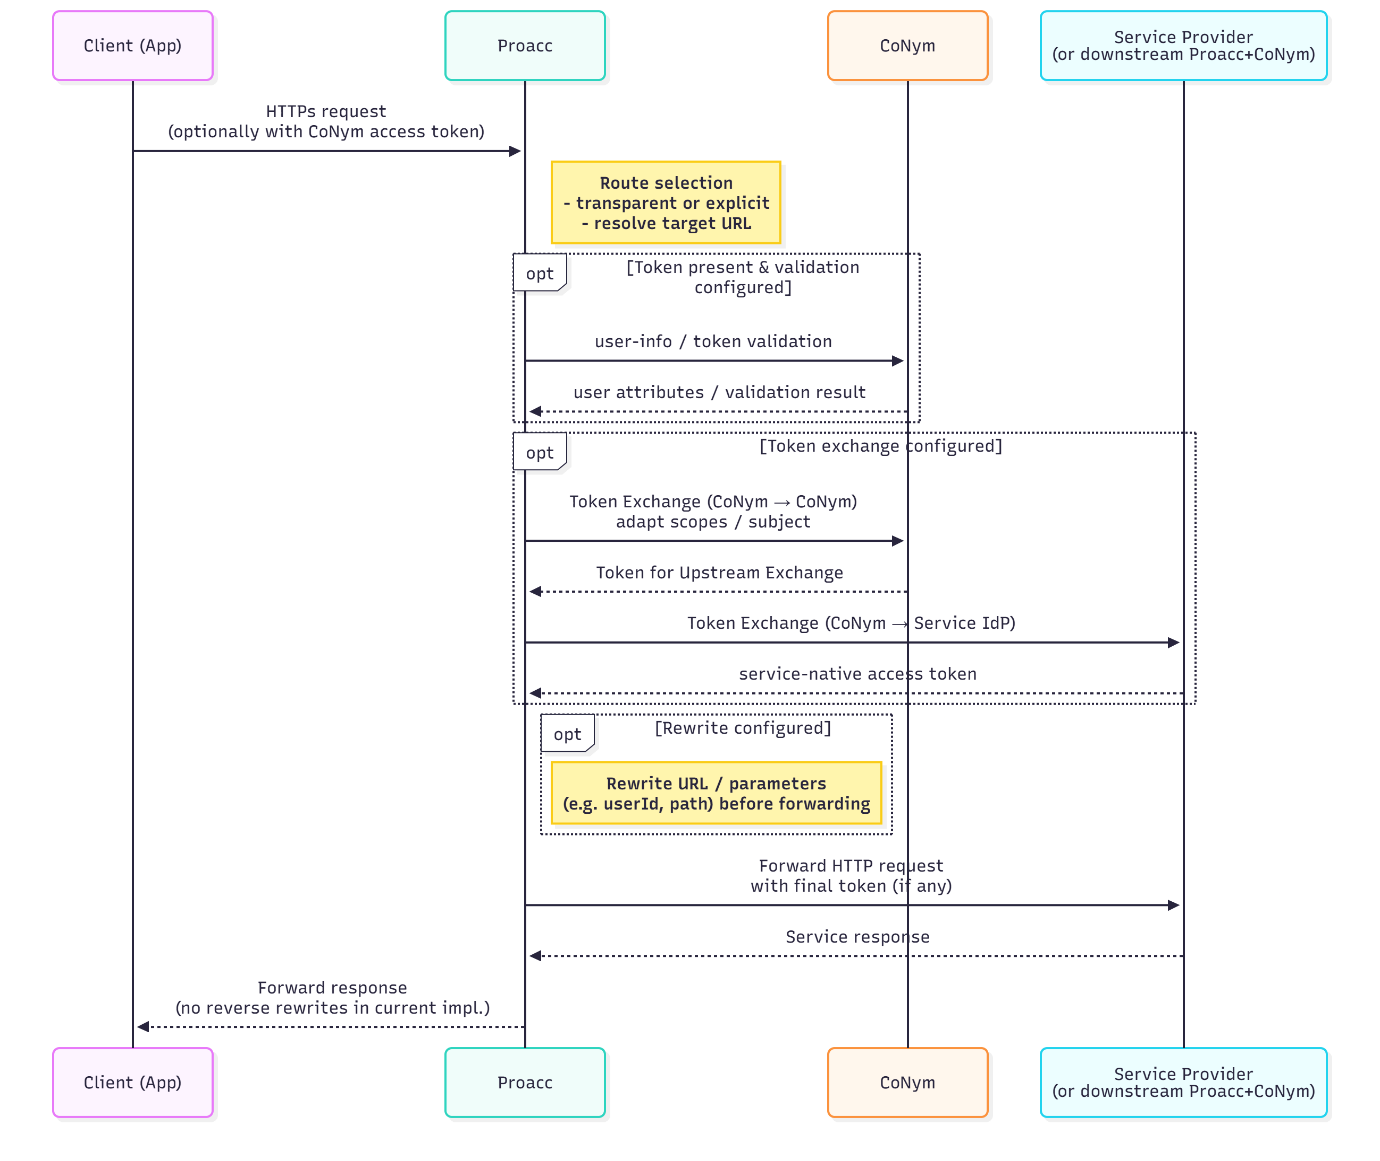 Client (App)
Proacc
CoNym
Service Provider
(or downstream Proacc+CoNym)
HTTPs request
(optionally with CoNym access token)
Route selection
- transparent or explicit
- resolve target URL
opt
[Token present & validation
configured]
user-info / token validation
user attributes / validation result
opt
[Token exchange configured]
Token Exchange (CoNym → CoNym)
adapt scopes / subject
Token for Upstream Exchange
Token Exchange (CoNym → Service IdP)
service-native access token
opt
[Rewrite configured]
Rewrite URL / parameters
(e.g. userId, path) before forwarding
Forward HTTP request
with final token (if any)
Service response
Forward response
(no reverse rewrites in current impl.)
Client (App)
Proacc
CoNym
Service Provider
(or downstream Proacc+CoNym)